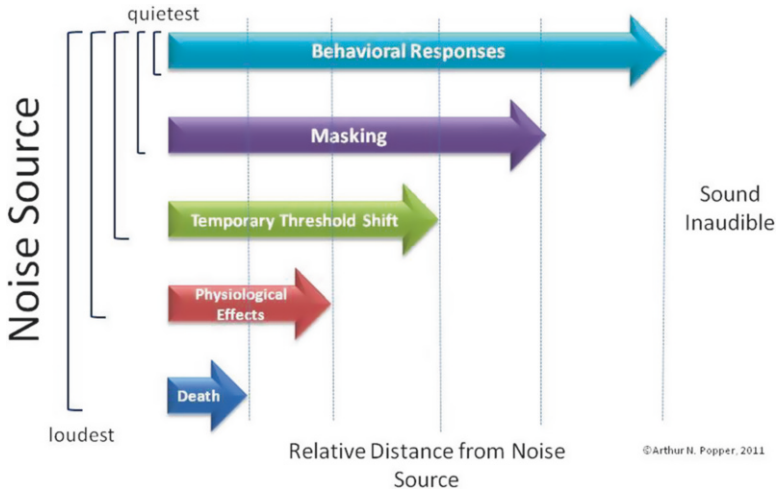 quietest
Noise Source
Behavioral Responses
Masking
Temporary Threshold Shift
Sound
Inaudible
Physiological
Effects
Death
loudest
Relative Distance from Noise
Source
©Arthur N. Popper, 2011